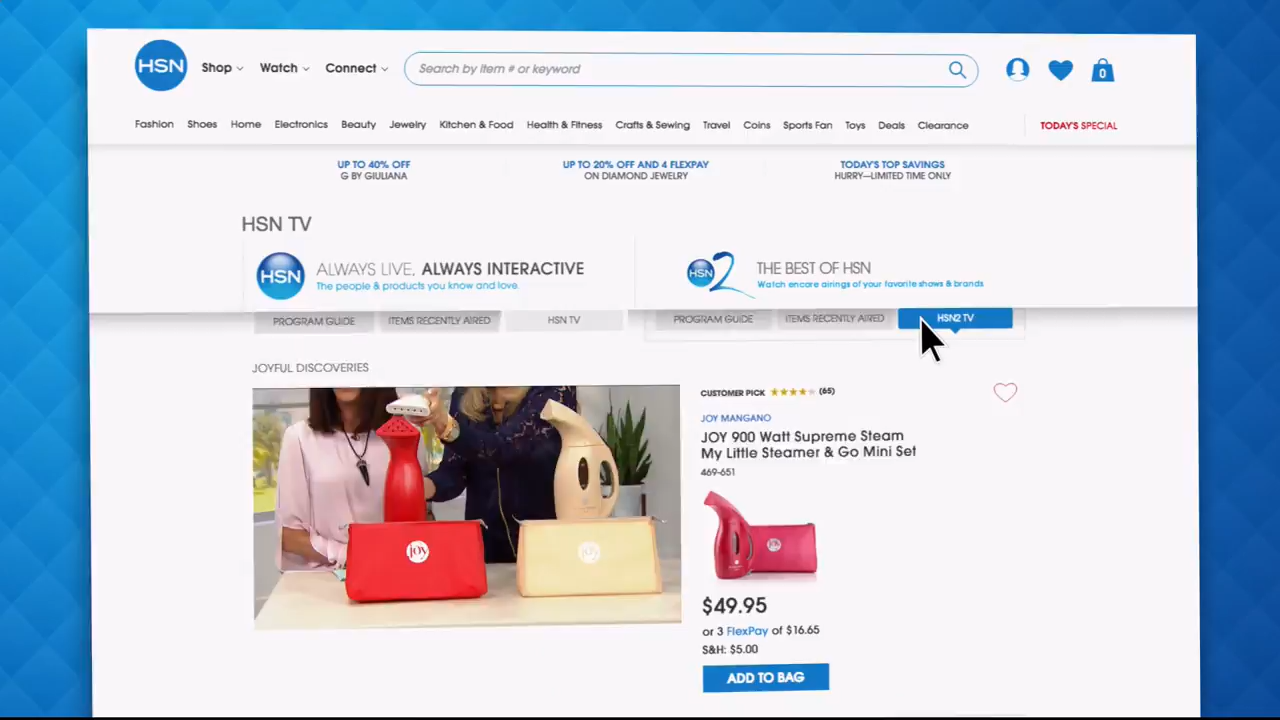 HSN
Shop
Watch
Connect
Search by item # or keyword
0
Fashion
Shoes
Home
Electronics
Beauty
Jewelry
Kitchen & Food
Health & Fitness
Crafts & Sewing
Travel
Coins
Sports Fan
Toys
Deals
Clearance
TODAY'S SPECIAL
UP TO 40% OFF
G BY GIULIANA
UP TO 20% OFF AND 4 FLEXPAY
ON DIAMOND JEWELRY
TODAY'S TOP SAVINGS
HURRY—LIMITED TIME ONLY
HSN TV
HSN
ALWAYS LIVE, ALWAYS INTERACTIVE
The people & products you know and love.
HSN2
THE BEST OF HSN
Watch encore airings of your favorite shows & brands
PROGRAM GUIDE
ITEMS RECENTLY AIRED
HSN TV
PROGRAM GUIDE
ITEMS RECENTLY AIRED
HSN2 TV
JOYFUL DISCOVERIES
joy
joy
CUSTOMER PICK
(65)
JOY MANGANO
JOY 900 Watt Supreme Steam
My Little Steamer & Go Mini Set
469-651
joy
$49.95
or 3 FlexPay of $16.65
S&H: $5.00
ADD TO BAG